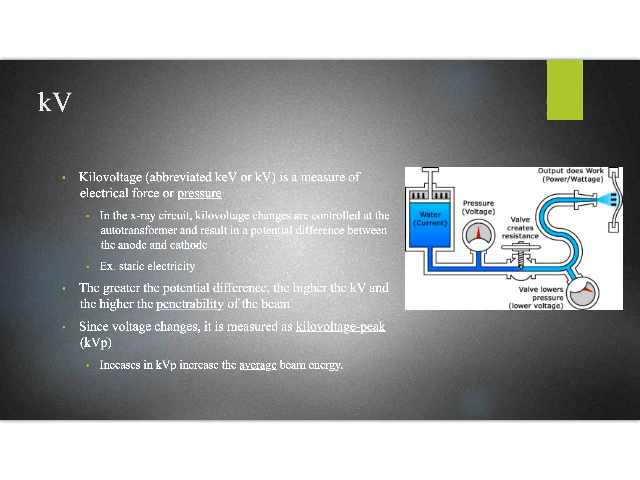 kV
Kilovoltage (abbreviated keV or kV) is a measure of
electrical force or pressure
In the x-ray circuit, kilovoltage changes are controlled at the
autotransformer and result in a potential difference between
the anode and cathode
Ex. static electricity
The greater the potential difference, the higher the kV and
the higher the penetrability of the beam
Since voltage changes, it is measured as kilovoltage-peak
(kVp)
Inceases in kVp increase the average beam energy.
Output does Work
(Power/Wattage)
Pressure
(Voltage)
Water
(Current)
Valve
creates
resistance
Valve lowers
pressure
(lower voltage)